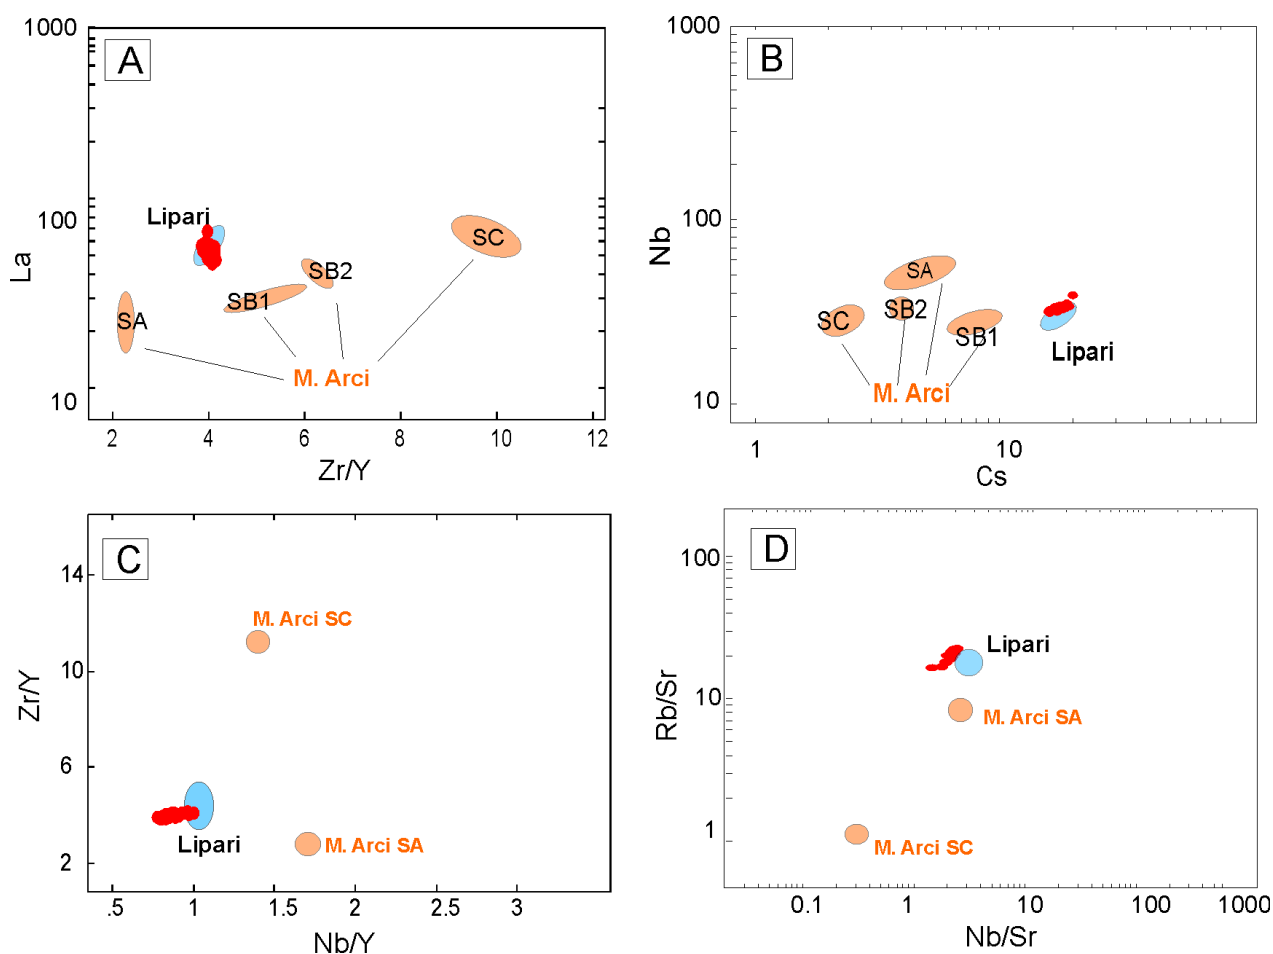 A
1000
100
10
La
Lipari
SA
SB1
SB2
SC
M. Arci
2
4
6
8
10
12
Zr/Y
B
1000
100
10
Nb
SA
SC
SB2
SB1
Lipari
M. Arci
1
10
Cs
C
14
10
6
2
Zr/Y
M. Arci SC
Lipari
M. Arci SA
.5
1
1.5
2
2.5
3
Nb/Y
D
100
10
1
Rb/Sr
Lipari
M. Arci SA
M. Arci SC
0.1
1
10
100
1000
Nb/Sr